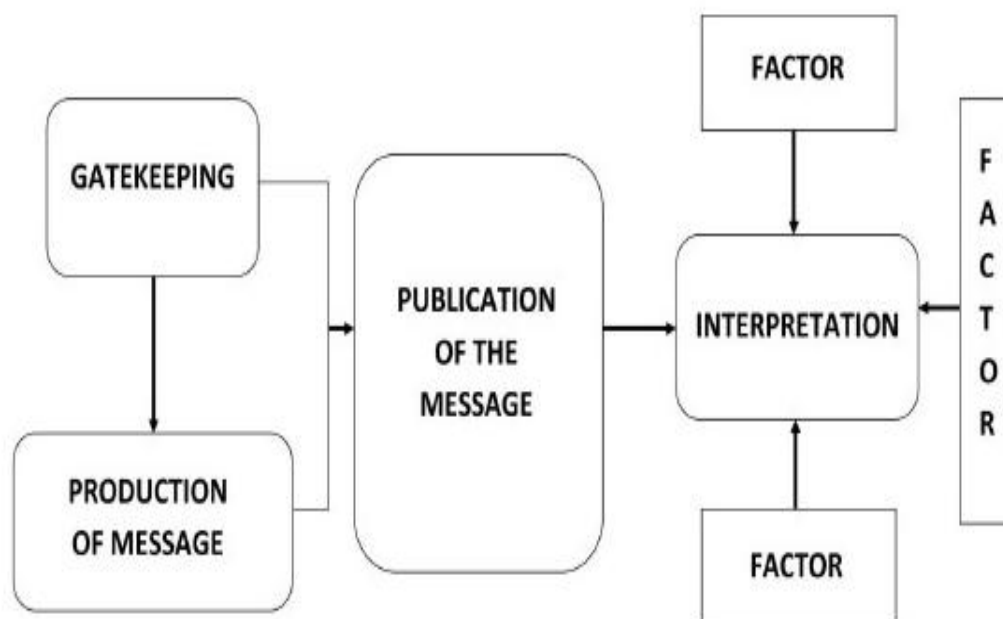 GATEKEEPING
PRODUCTION
OF MESSAGE
PUBLICATION
OF THE
MESSAGE
FACTOR
INTERPRETATION
FACTOR
F
A
C
T
O
R